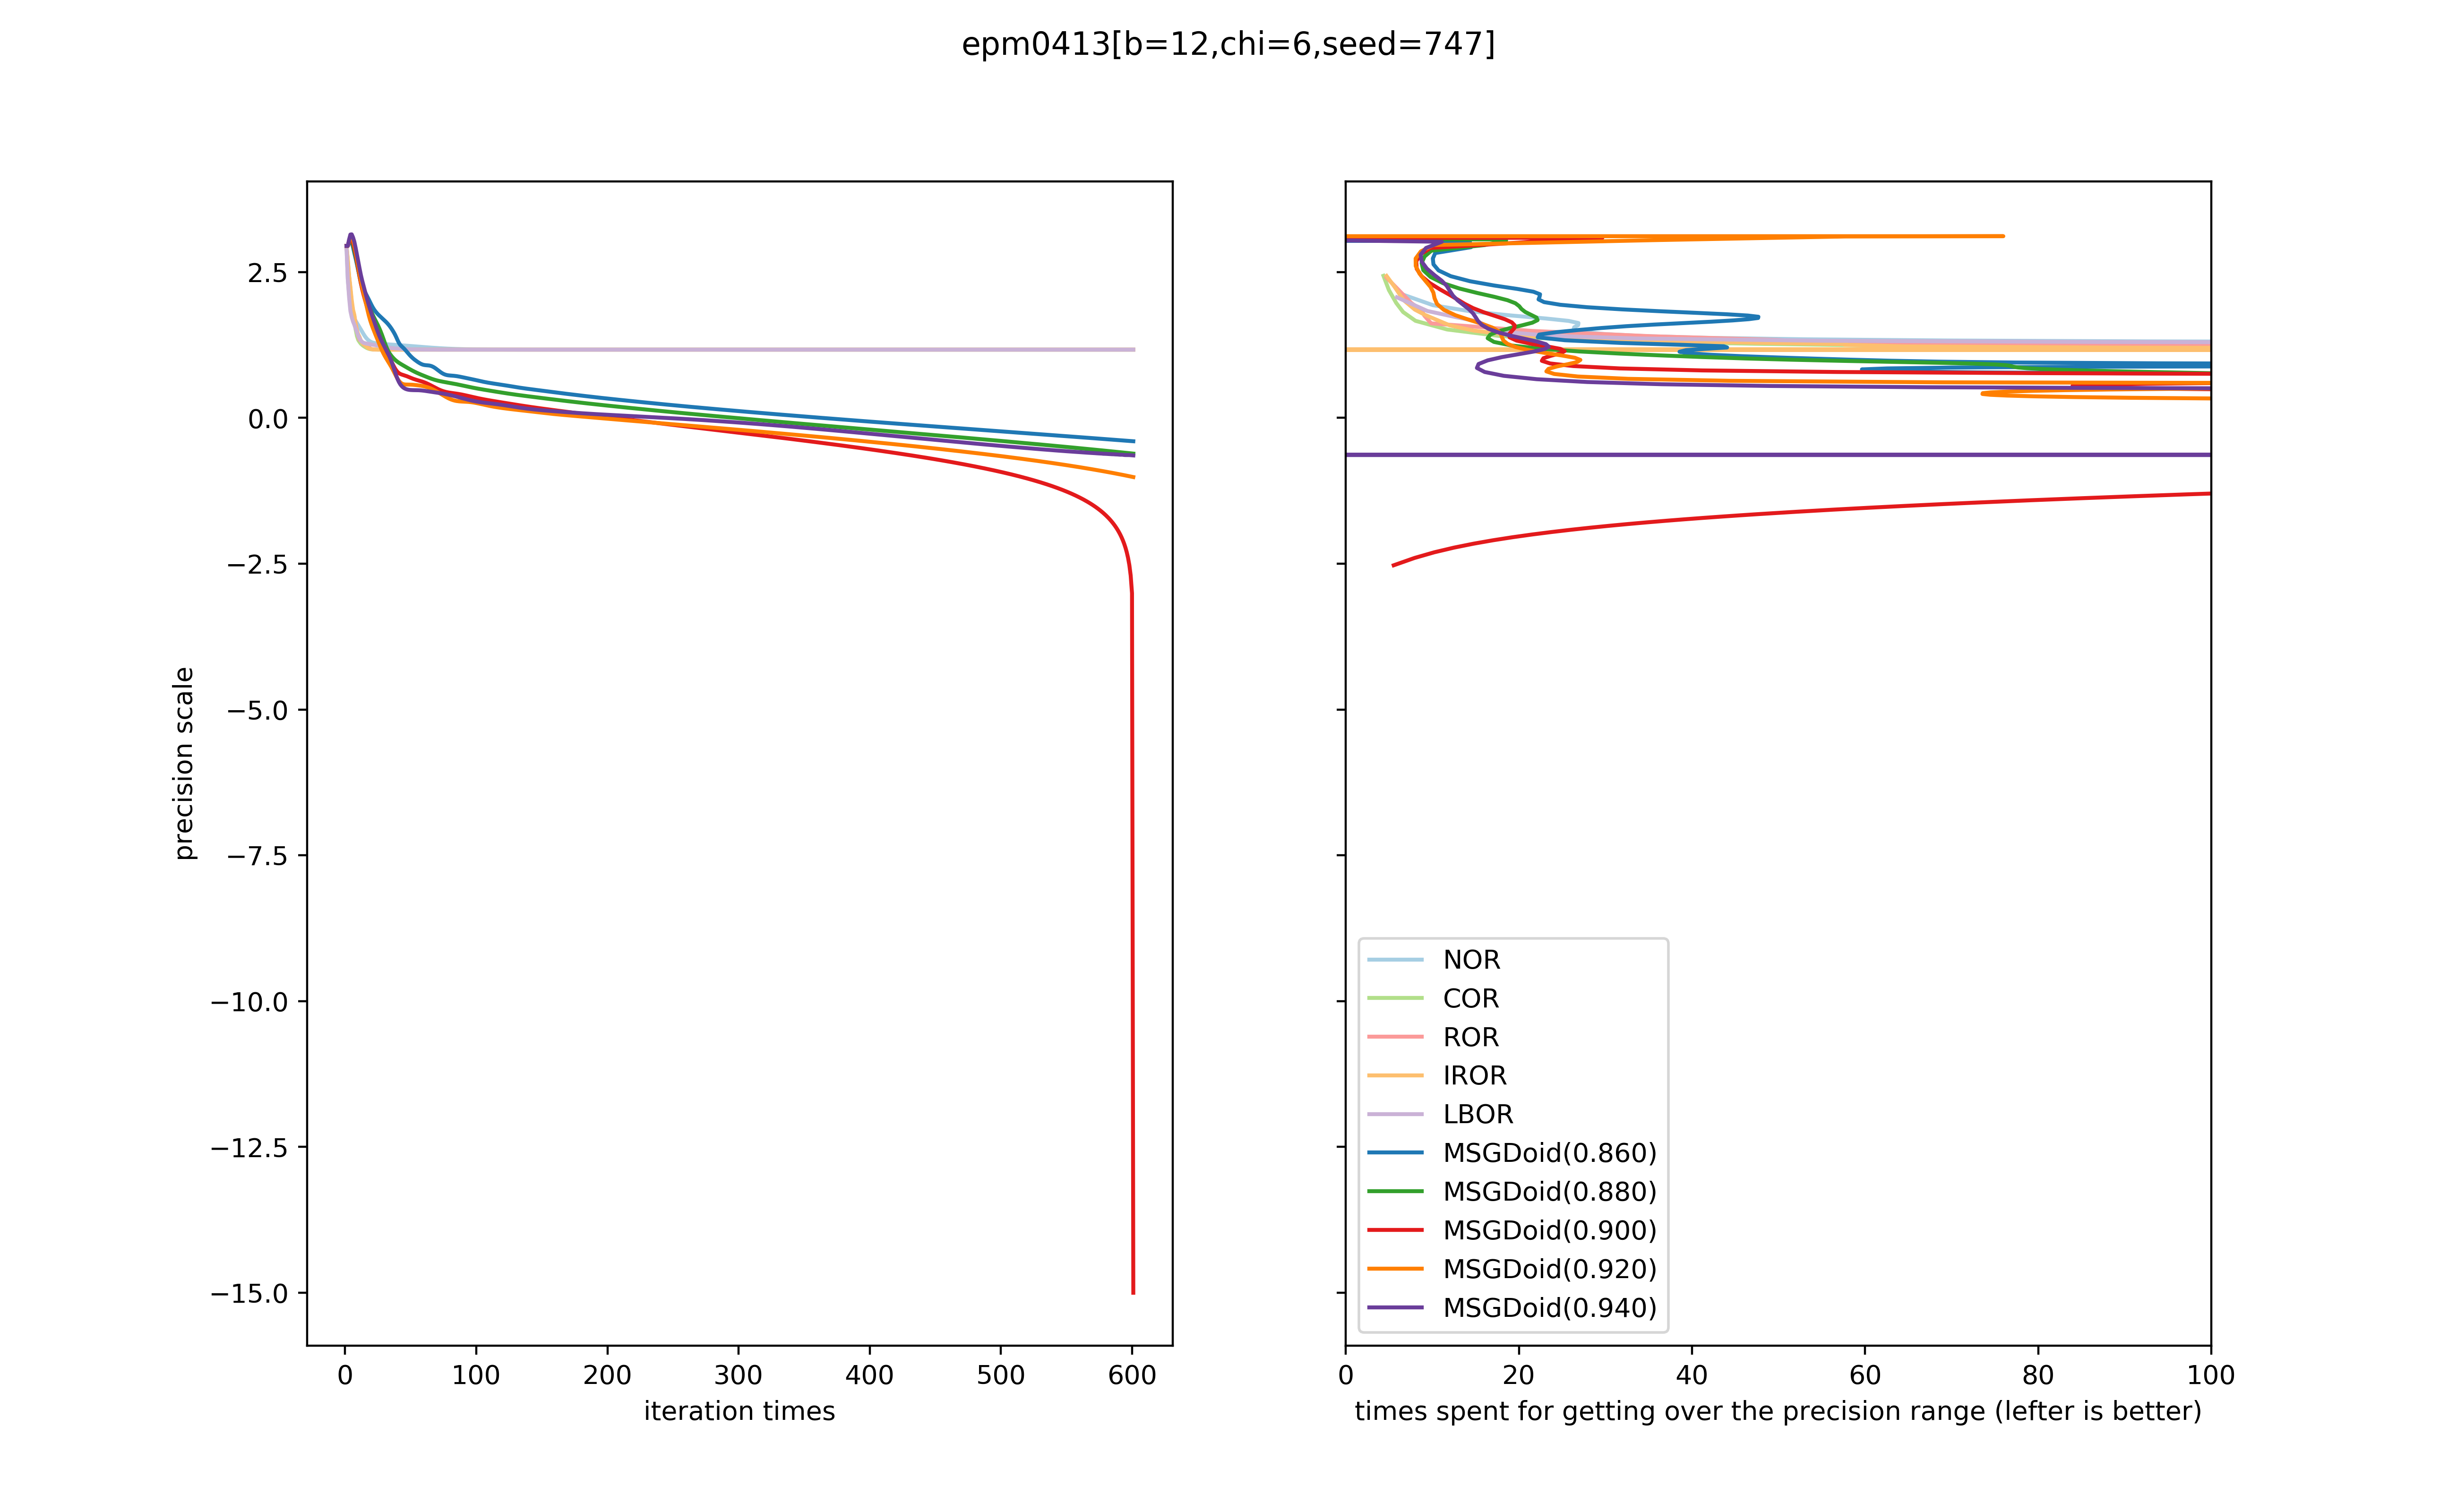 epm0413[b=12,chi=6,seed=747]
precision scale
2.5
0.0
−2.5
−5.0
−7.5
−10.0
−12.5
−15.0
0 100 200 300 400 500 600
iteration times
NOR
COR
ROR
IROR
LBOR
MSGDoid(0.860)
MSGDoid(0.880)
MSGDoid(0.900)
MSGDoid(0.920)
MSGDoid(0.940)
0 20 40 60 80 100
times spent for getting over the precision range (lefter is better)